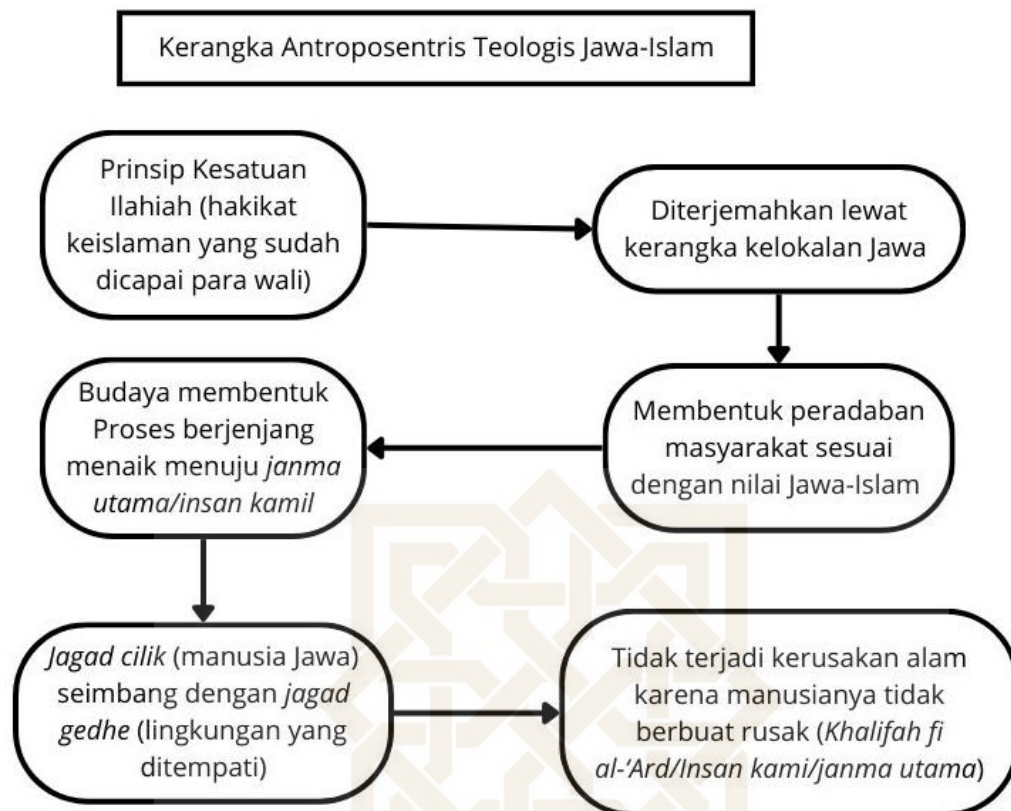 Kerangka Antroposentris Teologis Jawa-Islam
Prinsip Kesatuan
Ilahiah (hakikat
keislaman yang sudah
dicapai para wali)
Diterjemahkan lewat
kerangka kelokalan Jawa
Membentuk peradaban
masyarakat sesuai
dengan nilai Jawa-Islam
Budaya membentuk
Proses berjenjang
menaik menuju janma
utama/insan kamil
Jagad cilik (manusia Jawa)
seimbang dengan jagad
gedhe (lingkungan yang
ditempati)
Tidak terjadi kerusakan alam
karena manusianya tidak
berbuat rusak (Khalifah fi
al-‘Ard/Insan kami/janma utama)